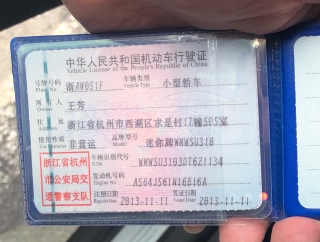 中华人民共和国机动车行驶证
Vehicle License of the People's Republic of China
号牌号码 浙AW051F 车辆类型 小型轿车
Plate No. Vehicle Type
所有人 王芳
Owner
住址 浙江省杭州市西湖区求是村17幢505室
Address
使用性质 非营运 品牌型号 迷你牌WMWSU310
Use Character Model
浙江省杭州市公安局交通警察支队
车辆识别代号
VIN
发动机号码 A564J561N16B16A
Engine No.
注册日期 2013-11-11 发证日期 2013-11-11
Register Date Issue Date